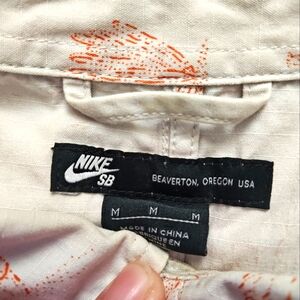 NIKE
SB
BEAVERTON, OREGON USA
M M M
MADE IN CHINA